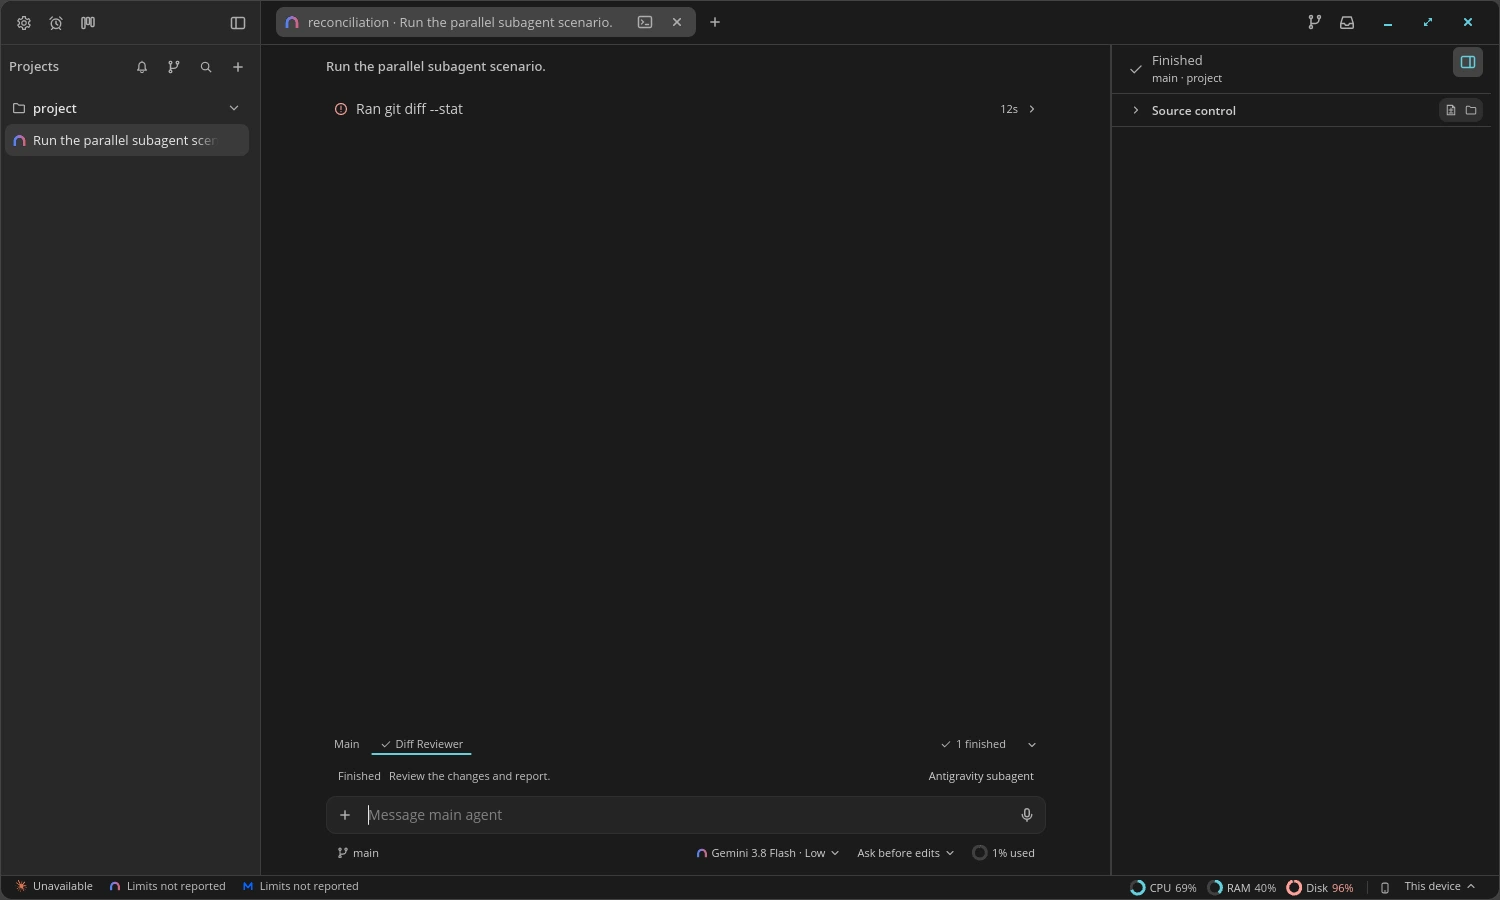 reconciliation · Run the parallel subagent scenario.
Projects
project
Run the parallel subagent scen
Run the parallel subagent scenario.
Ran git diff --stat
12s
Finished
main · project
Source control
Main
Diff Reviewer
1 finished
Finished Review the changes and report.
Antigravity subagent
Message main agent
main
Gemini 3.8 Flash · Low
Ask before edits
1% used
Unavailable
Limits not reported
Limits not reported
CPU 69%
RAM 40%
Disk 96%
This device